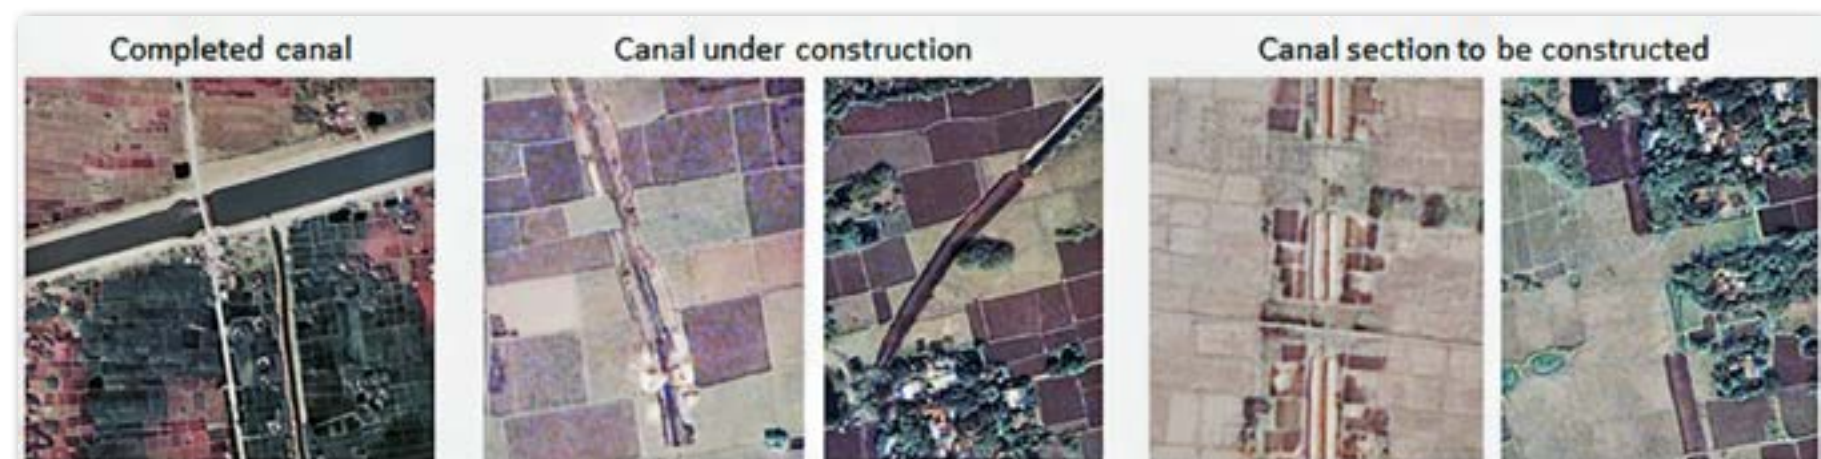 Completed canal
Canal under construction
Canal section to be constructed